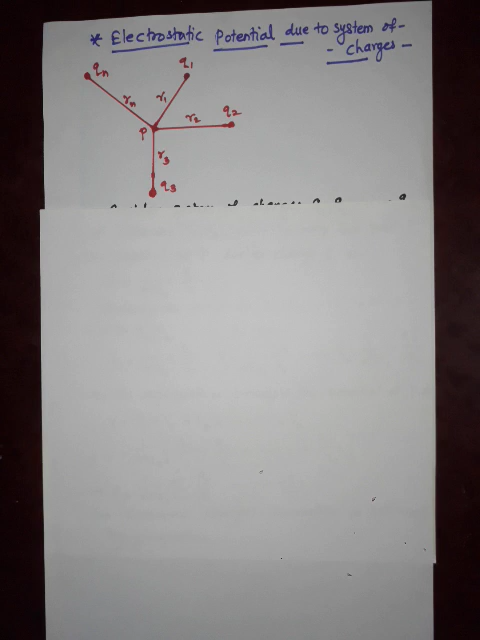 * Electrostatic Potential due to system of-
- Charges -
qn
q1
rn
r1
q2
r2
P
r3
q3